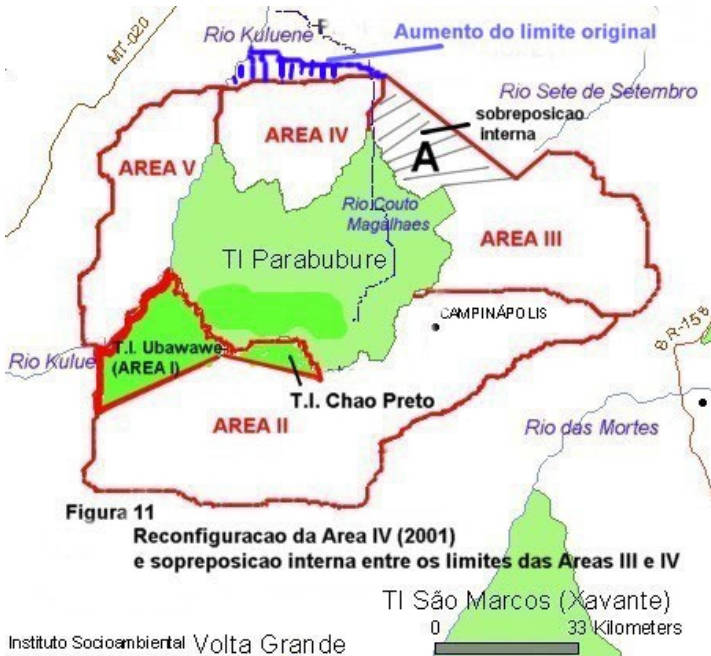 MT-020
Rio Kuluene
Aumento do limite original
Rio Sete de Setembro
sobreposicao
interna
AREA IV
A
AREA V
Rio Couto
Magalhaes
AREA III
TI Parabubure
CAMPINÁPOLIS
BR-158
Rio Kulue
T.I. Ubawawe
(AREA I)
T.I. Chao Preto
AREA II
Rio das Mortes
Figura 11
Reconfiguracao da Area IV (2001)
e sopreposicao interna entre os limites das Areas III e IV
TI São Marcos (Xavante)
0 33 Kilometers
Instituto Socioambiental Volta Grande